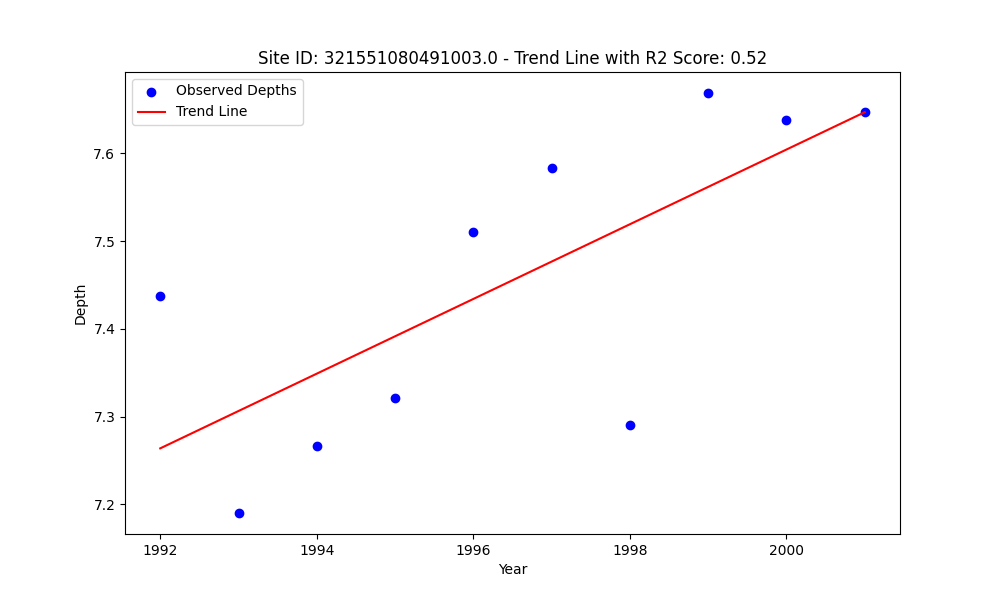 Site ID: 321551080491003.0 - Trend Line with R2 Score: 0.52
Observed Depths
Trend Line
7.6
7.5
7.4
7.3
7.2
Depth
1992 1994 1996 1998 2000
Year